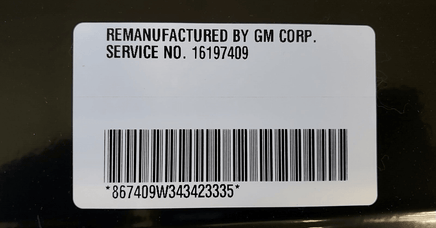 REMANUFACTURED BY GM CORP.
SERVICE NO. 16197409
*867409W343423335*